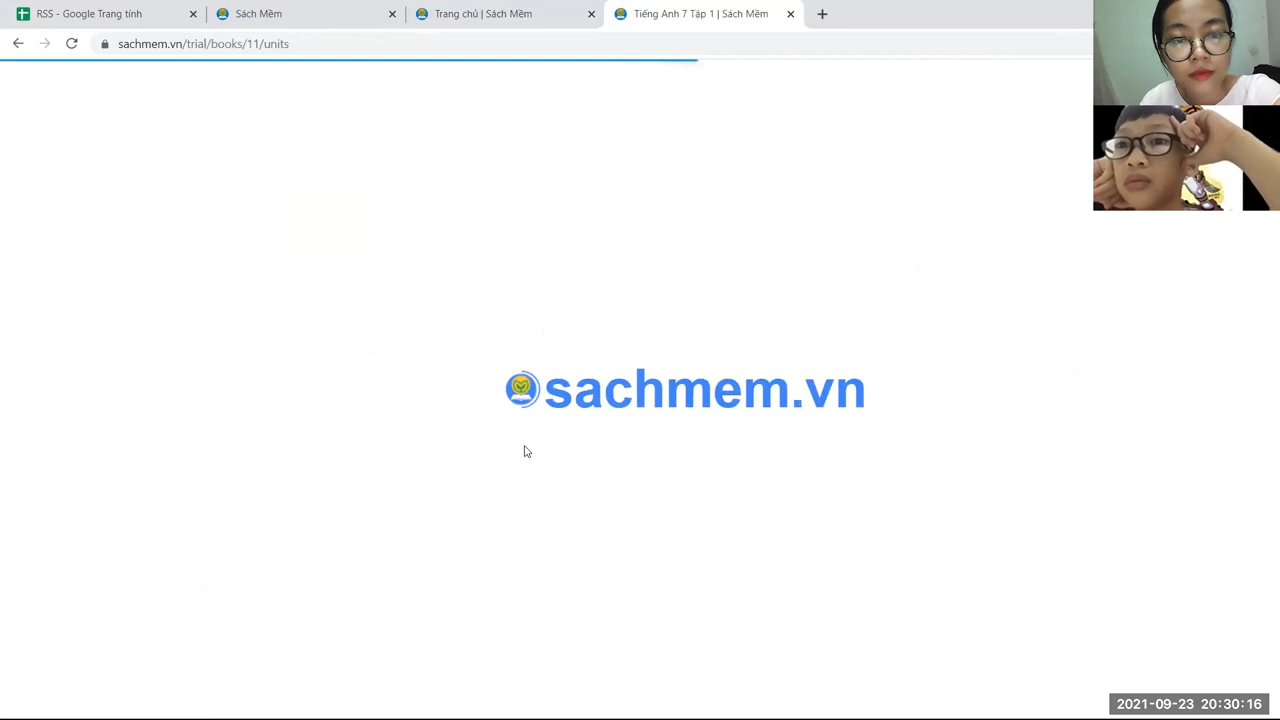 RSS - Google Trang tính
Sách Mềm
Trang chủ | Sách Mềm
Tiếng Anh 7 Tập 1 | Sách Mềm
sachmem.vn/trial/books/11/units
sachmem.vn
2021-09-23 20:30:16